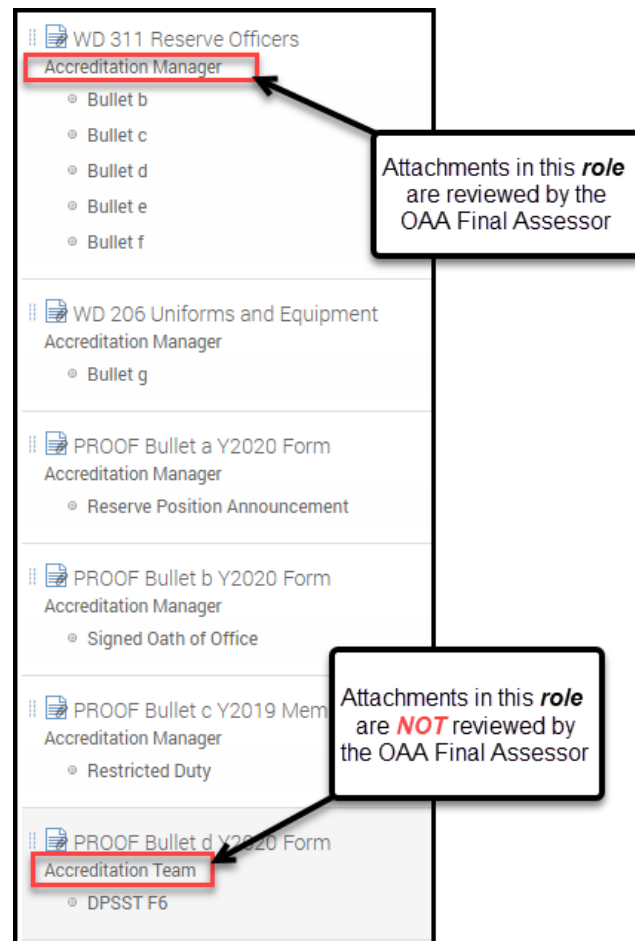 WD 311 Reserve Officers
Accreditation Manager
Bullet b
Bullet c
Bullet d
Bullet e
Bullet f
Attachments in this role
are reviewed by the
OAA Final Assessor
WD 206 Uniforms and Equipment
Accreditation Manager
Bullet g
PROOF Bullet a Y2020 Form
Accreditation Manager
Reserve Position Announcement
PROOF Bullet b Y2020 Form
Accreditation Manager
Signed Oath of Office
PROOF Bullet c Y2019 Mem
Accreditation Manager
Restricted Duty
Attachments in this role
are NOT reviewed by
the OAA Final Assessor
PROOF Bullet d Y2020 Form
Accreditation Team
DPSST F6